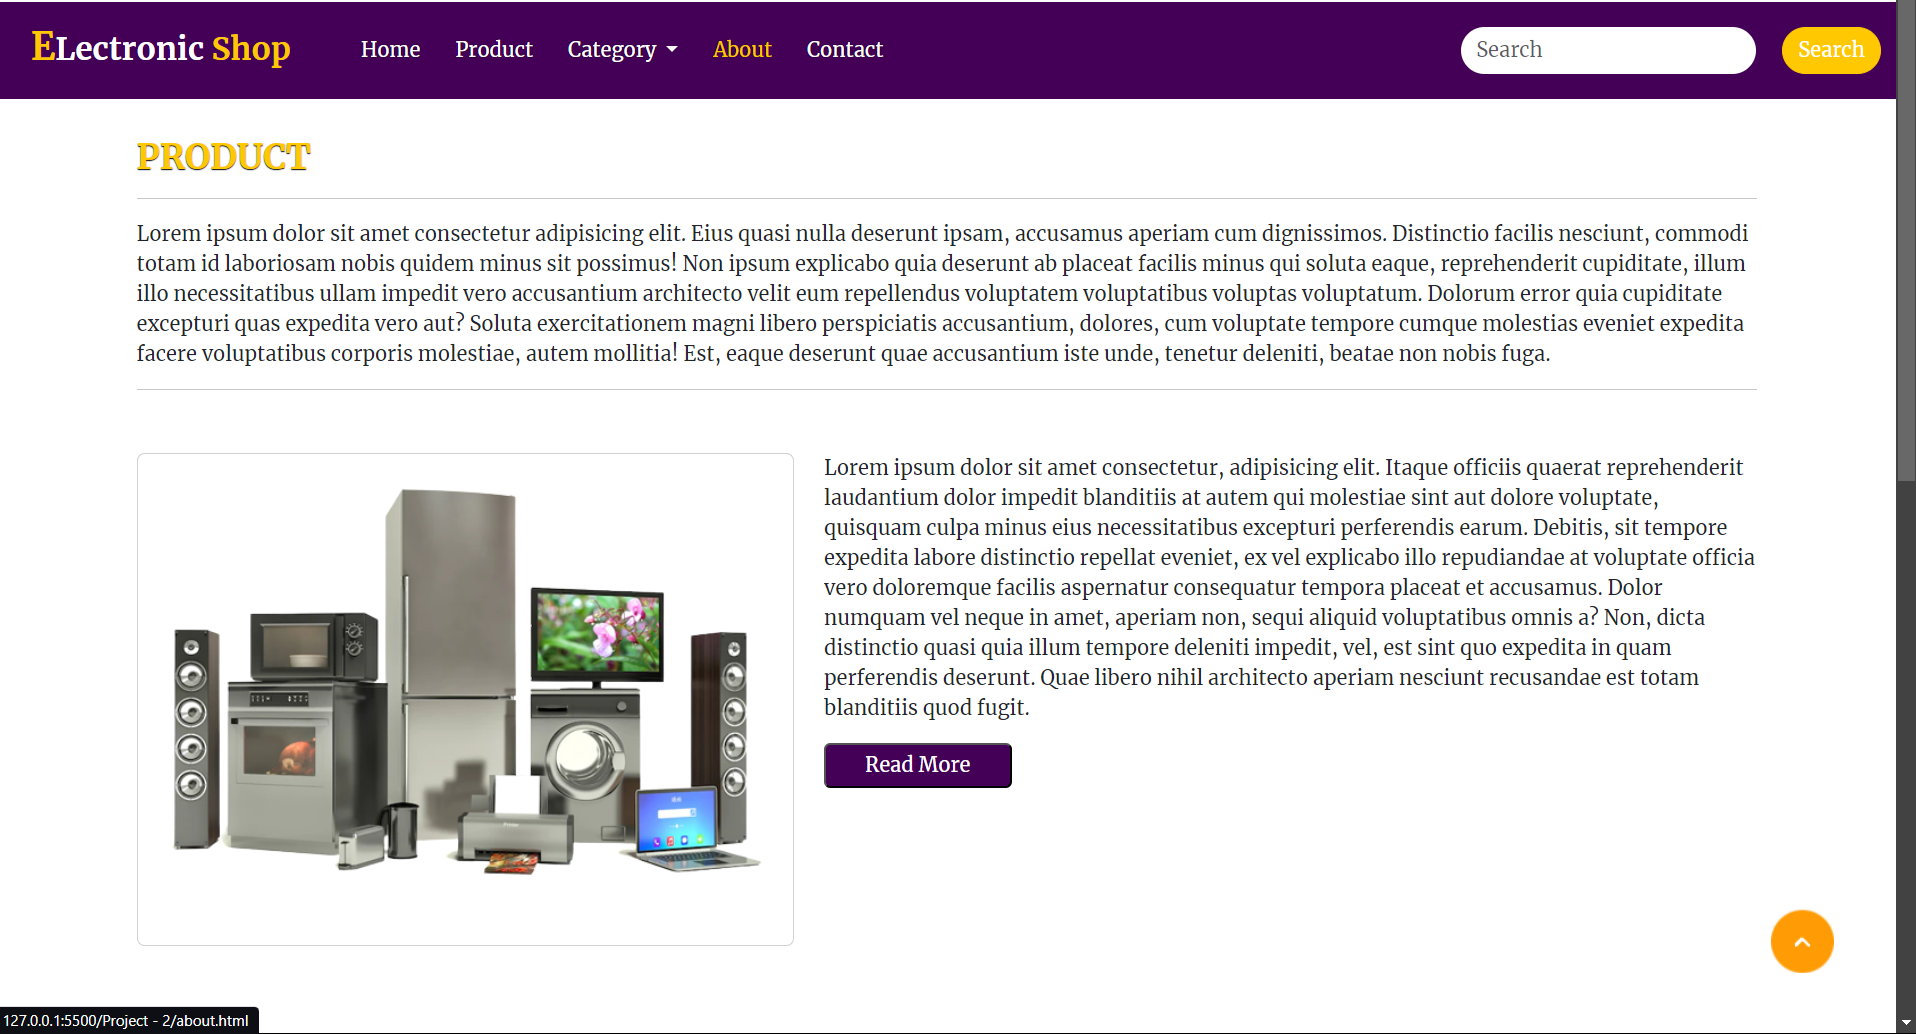 ELectronic Shop Home Product Category About Contact Search Search
PRODUCT
Lorem ipsum dolor sit amet consectetur adipisicing elit. Eius quasi nulla deserunt ipsam, accusamus aperiam cum dignissimos. Distinctio facilis nesciunt, commodi
totam id laboriosam nobis quidem minus sit possimus! Non ipsum explicabo quia deserunt ab placeat facilis minus qui soluta eaque, reprehenderit cupiditate, illum
illo necessitatibus ullam impedit vero accusantium architecto velit eum repellendus voluptatem voluptatibus voluptas voluptatum. Dolorum error quia cupiditate
excepturi quas expedita vero aut? Soluta exercitationem magni libero perspiciatis accusantium, dolores, cum voluptate tempore cumque molestias eveniet expedita
facere voluptatibus corporis molestiae, autem mollitia! Est, eaque deserunt quae accusantium iste unde, tenetur deleniti, beatae non nobis fuga.
Lorem ipsum dolor sit amet consectetur, adipisicing elit. Itaque officiis quaerat reprehenderit
laudantium dolor impedit blanditiis at autem qui molestiae sint aut dolore voluptate,
quisquam culpa minus eius necessitatibus excepturi perferendis earum. Debitis, sit tempore
expedita labore distinctio repellat eveniet, ex vel explicabo illo repudiandae at voluptate officia
vero doloremque facilis aspernatur consequatur tempora placeat et accusamus. Dolor
numquam vel neque in amet, aperiam non, sequi aliquid voluptatibus omnis a? Non, dicta
distinctio quasi quia illum tempore deleniti impedit, vel, est sint quo expedita in quam
perferendis deserunt. Quae libero nihil architecto aperiam nesciunt recusandae est totam
blanditiis quod fugit.
Read More
127.0.0.1:5500/Project - 2/about.html